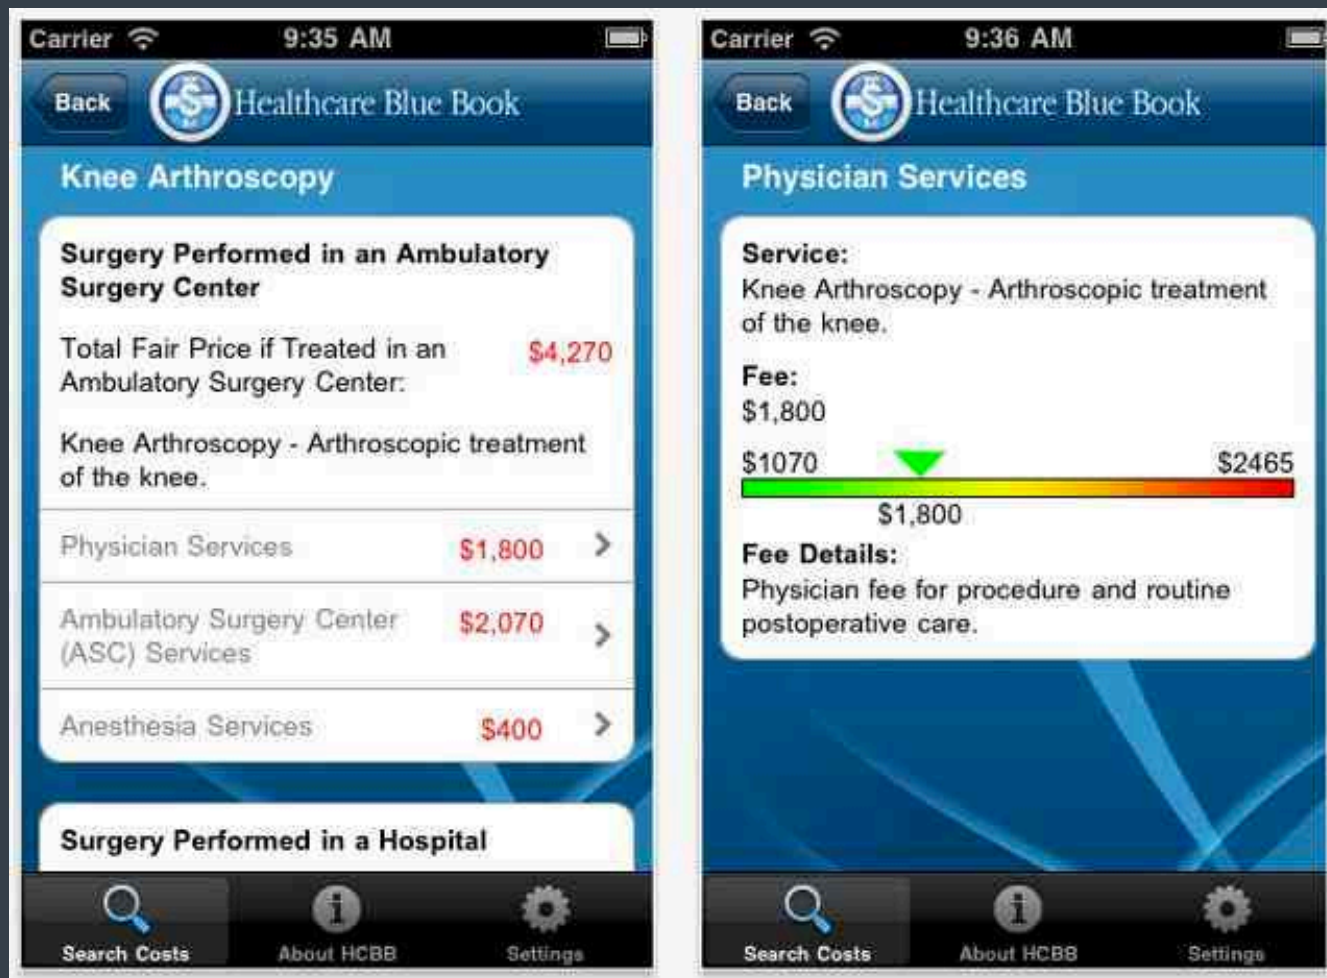 Carrier 9:35 AM
Back Healthcare Blue Book
Knee Arthroscopy
Surgery Performed in an Ambulatory
Surgery Center
Total Fair Price if Treated in an $4,270
Ambulatory Surgery Center:
Knee Arthroscopy - Arthroscopic treatment
of the knee.
Physician Services $1,800
Ambulatory Surgery Center $2,070
(ASC) Services
Anesthesia Services $400
Surgery Performed in a Hospital
Search Costs About HCBB Settings
Carrier 9:36 AM
Back Healthcare Blue Book
Physician Services
Service:
Knee Arthroscopy - Arthroscopic treatment
of the knee.
Fee:
$1,800
$1070 $2465
$1,800
Fee Details:
Physician fee for procedure and routine
postoperative care.
Search Costs About HCBB Settings